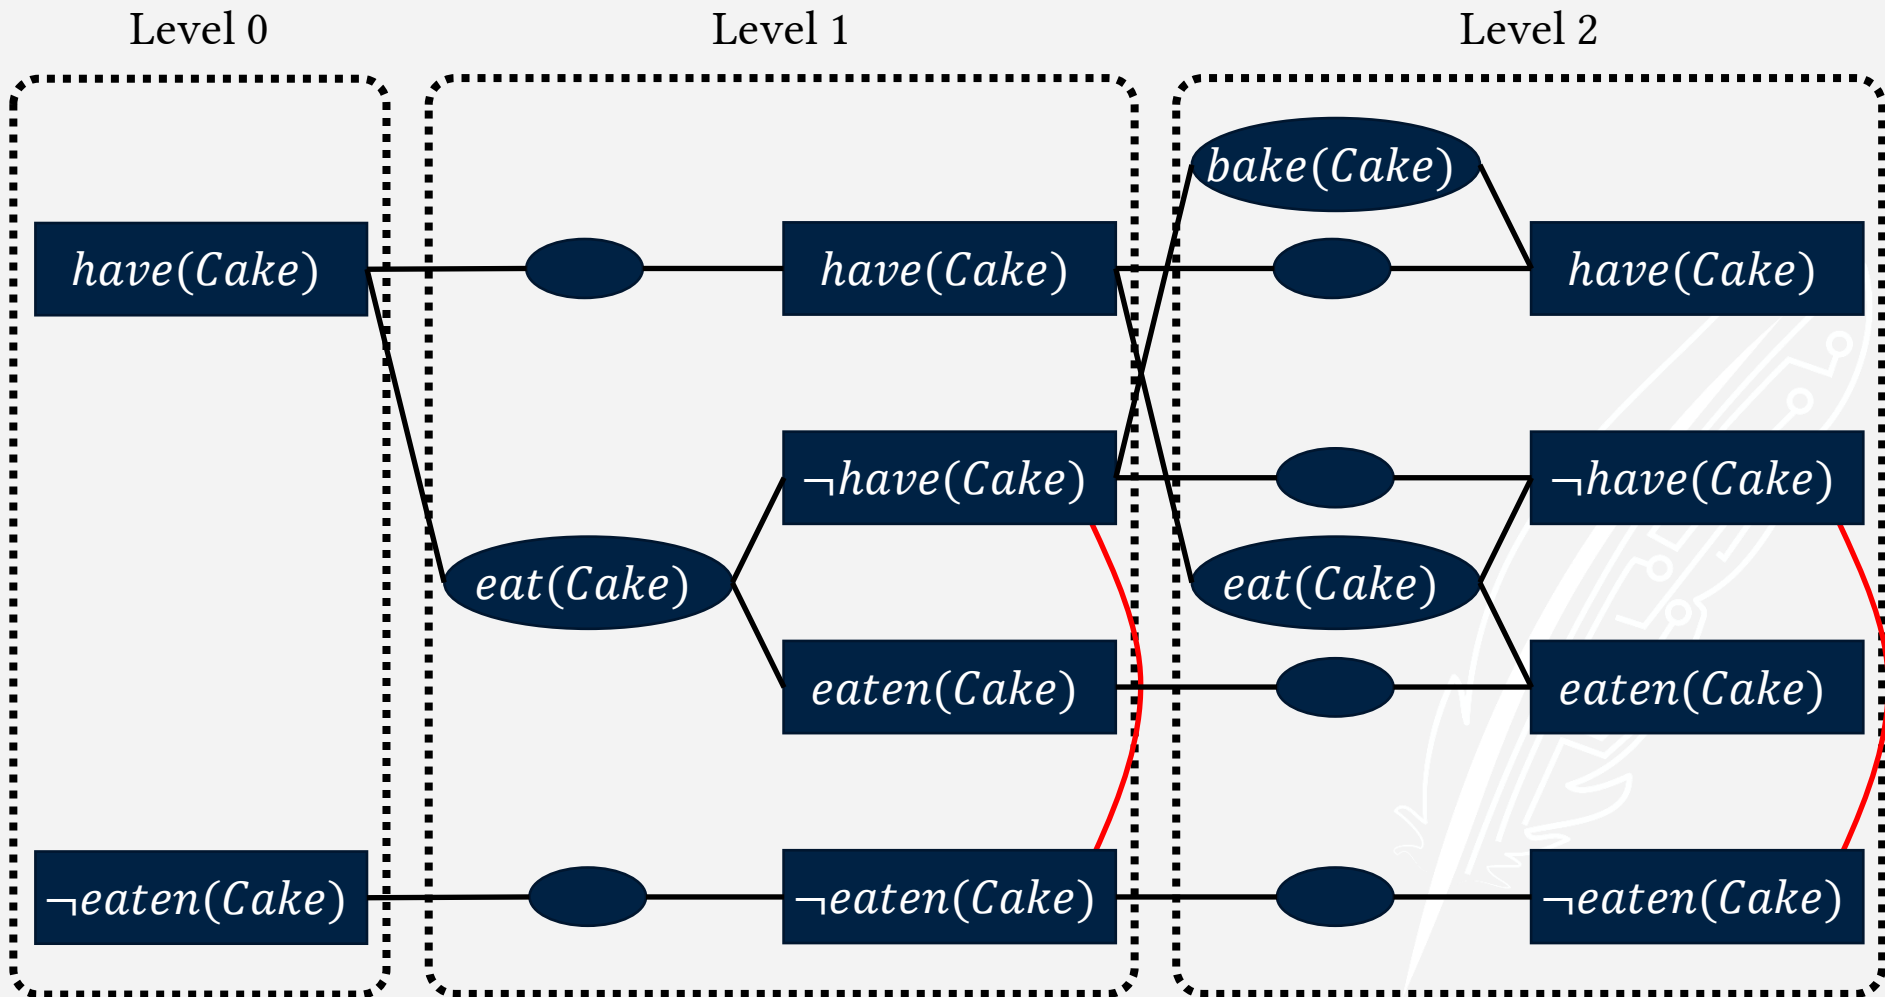 Level 0
Level 1
Level 2
bake(Cake)
have(Cake)
have(Cake)
have(Cake)
¬have(Cake)
¬have(Cake)
eat(Cake)
eat(Cake)
eaten(Cake)
eaten(Cake)
¬eaten(Cake)
¬eaten(Cake)
¬eaten(Cake)